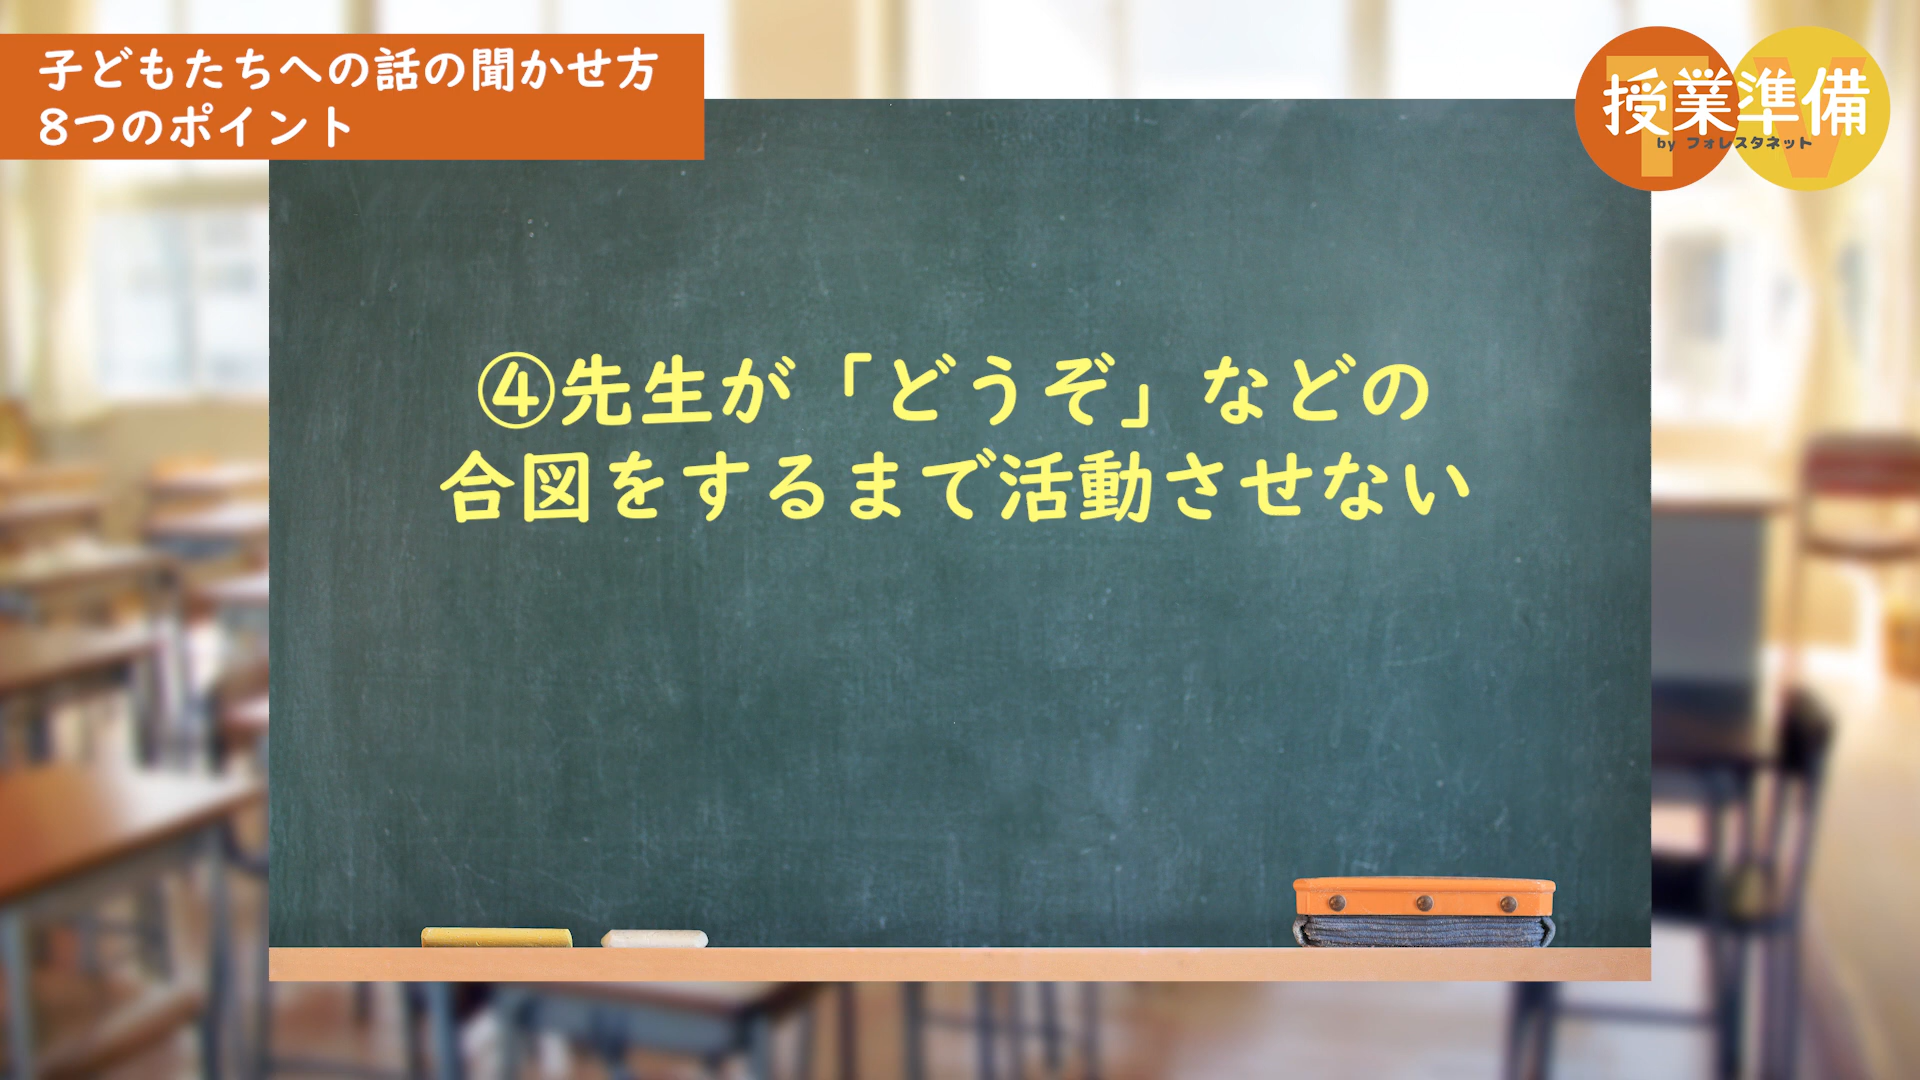 子どもたちへの話の聞かせ方
8つのポイント
授業準備
TV
by フォレスタネット
④先生が「どうぞ」などの
合図をするまで活動させない